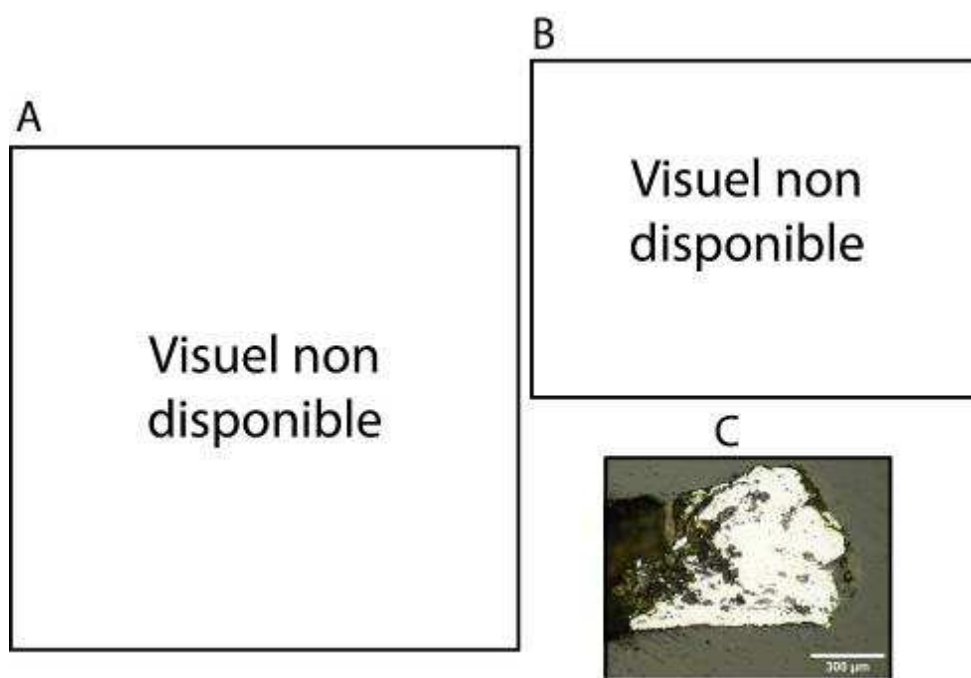 A
Visuel non
disponible
B
Visuel non
disponible
C
300 µm